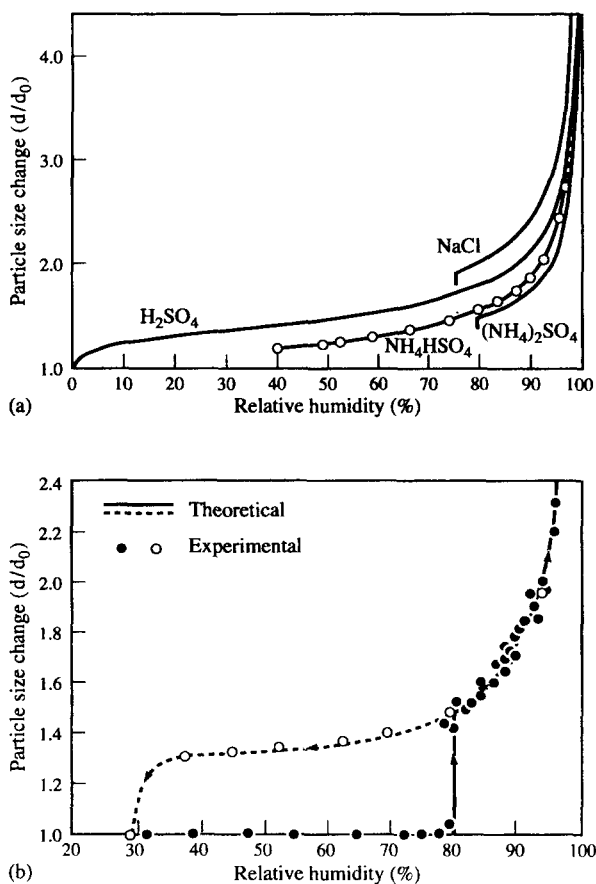 4.0
3.0
2.0
1.0
Particle size change (d/d₀)
NaCl
H₂SO₄
NH₄HSO₄
(NH₄)₂SO₄
0 10 20 30 40 50 60 70 80 90 100
Relative humidity (%)
(a)
2.4
2.2
2.0
1.8
1.6
1.4
1.2
1.0
Particle size change (d/d₀)
Theoretical
Experimental
20 30 40 50 60 70 80 90 100
Relative humidity (%)
(b)